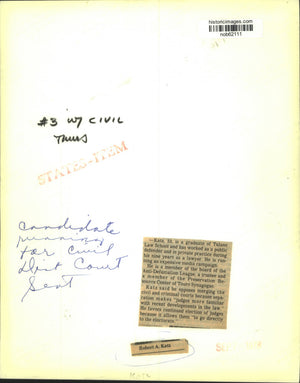 historicimages.com
nob62111
#3 W/ CIVIL
Thurs
STATES-ITEM
candidate
running
for Civil
Dist Court
Seat
Katz, 35, is a graduate of Tulane
Law School and has worked as a public
defender and in private practice during
his nine years as a lawyer. He is run-
ning an expensive media campaign.
He is a member of the board of the
Anti-Defamation League, a trustee and
a member of the Preservation Re-
source Center of Touro Synagogue.
Katz said he opposes merging the
civil and criminal courts because sepa-
ration makes "judges more familiar
with recent developments in the law."
He favors continued election of judges
because it allows them "to go directly
to the electorate."
Robert A. Katz